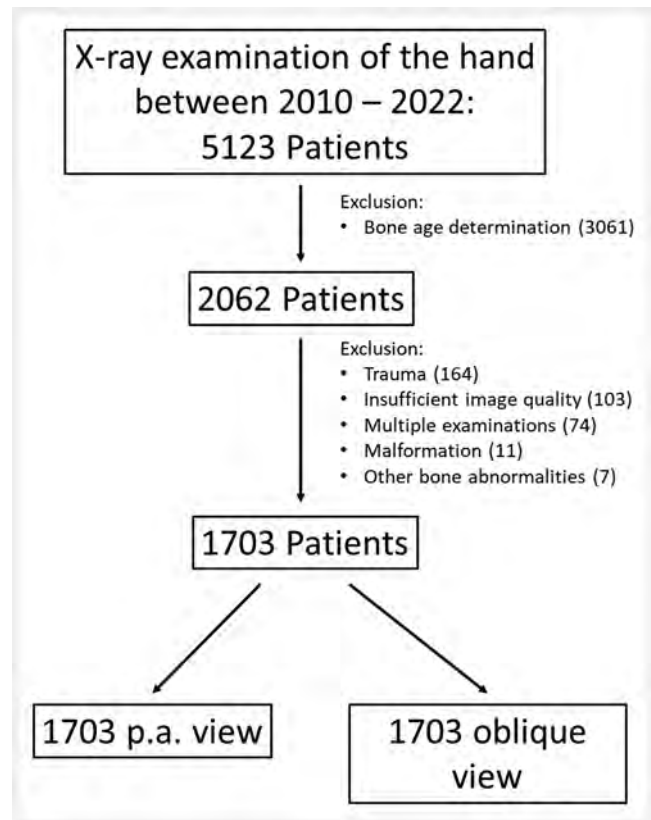 X-ray examination of the hand
between 2010 – 2022:
5123 Patients
Exclusion:
• Bone age determination (3061)
2062 Patients
Exclusion:
• Trauma (164)
• Insufficient image quality (103)
• Multiple examinations (74)
• Malformation (11)
• Other bone abnormalities (7)
1703 Patients
1703 p.a. view
1703 oblique
view